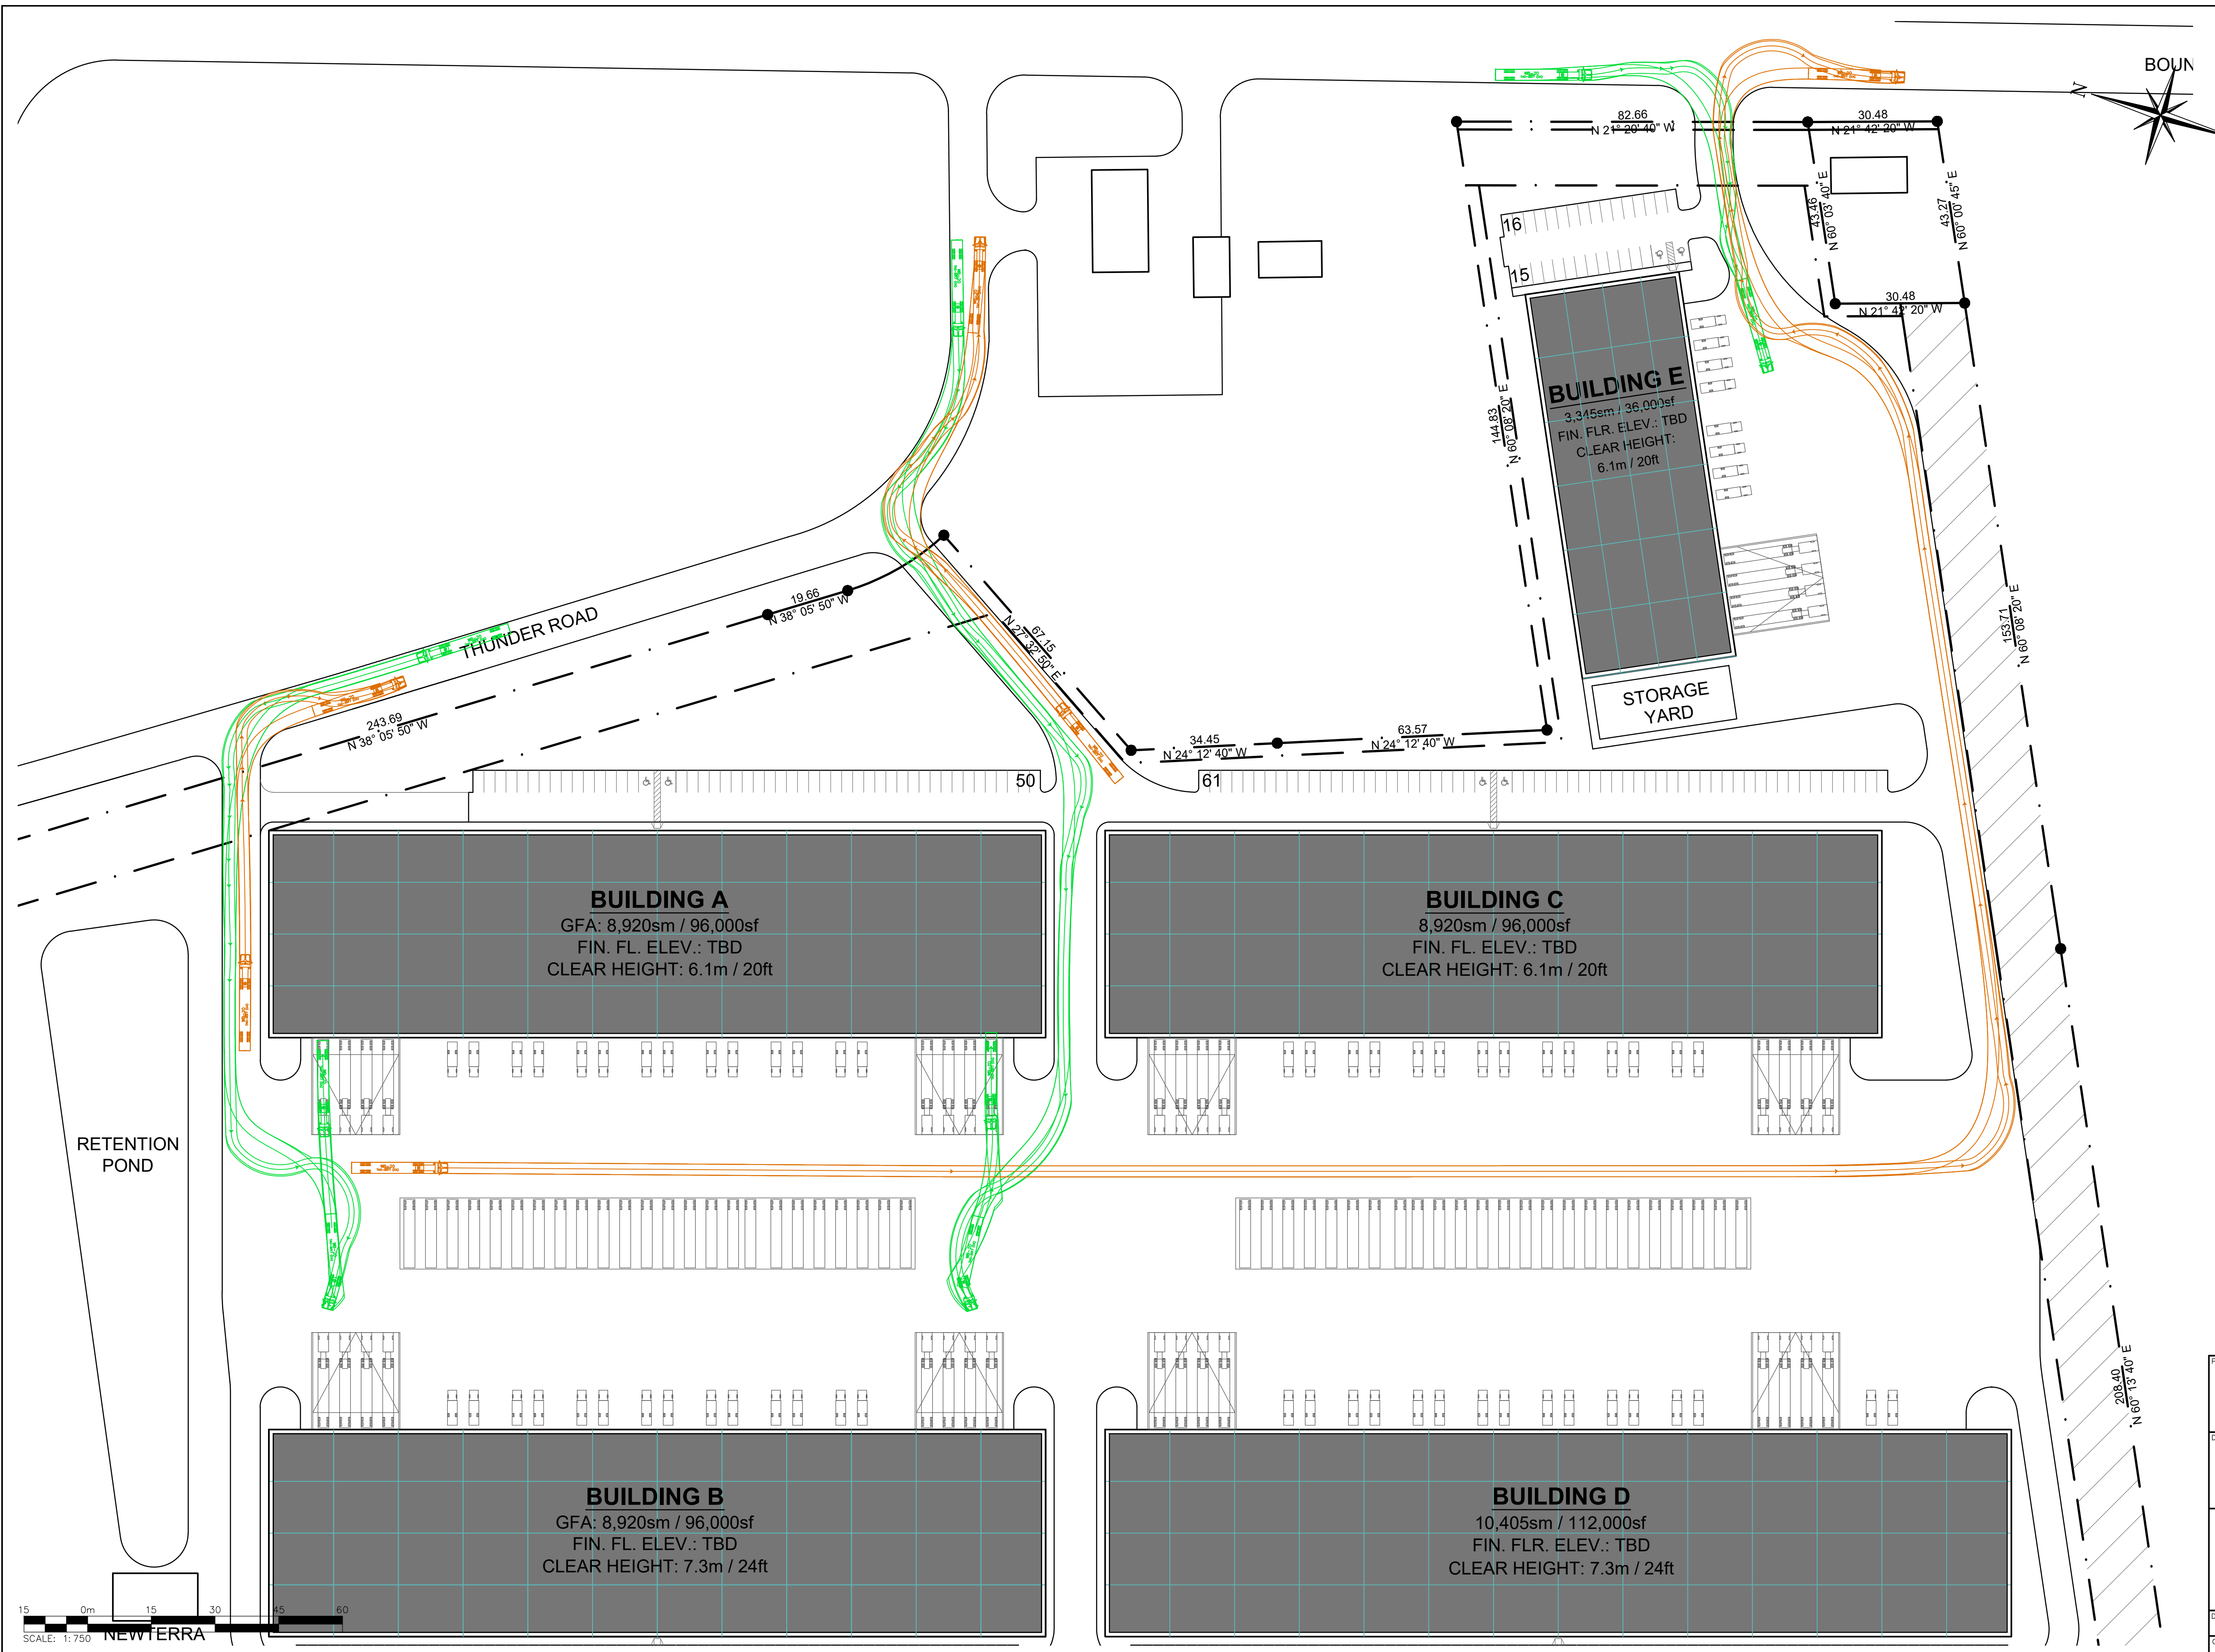 BOUN
N
82.66
N 21° 20' 40" W
30.48
N 21° 42' 20" W
43.46
N 60° 03' 40" E
43.27
N 60° 00' 45" E
30.48
N 21° 42' 20" W
16
15
BUILDING E
3,345sm / 36,000sf
FIN. FLR. ELEV.: TBD
CLEAR HEIGHT:
6.1m / 20ft
144.83
N 60° 08' 20" E
STORAGE
YARD
153.71
N 60° 08' 20" E
19.66
N 38° 05' 50" W
THUNDER ROAD
67.15
N 27° 32' 50" E
243.69
N 38° 05' 50" W
34.45
N 24° 12' 40" W
63.57
N 24° 12' 40" W
50
61
BUILDING A
GFA: 8,920sm / 96,000sf
FIN. FL. ELEV.: TBD
CLEAR HEIGHT: 6.1m / 20ft
BUILDING C
8,920sm / 96,000sf
FIN. FL. ELEV.: TBD
CLEAR HEIGHT: 6.1m / 20ft
RETENTION
POND
208.40
N 60° 13' 40" E
BUILDING B
GFA: 8,920sm / 96,000sf
FIN. FL. ELEV.: TBD
CLEAR HEIGHT: 7.3m / 24ft
BUILDING D
10,405sm / 112,000sf
FIN. FLR. ELEV.: TBD
CLEAR HEIGHT: 7.3m / 24ft
15 0m 15 30 45 60
SCALE: 1:750
NEWTERRA